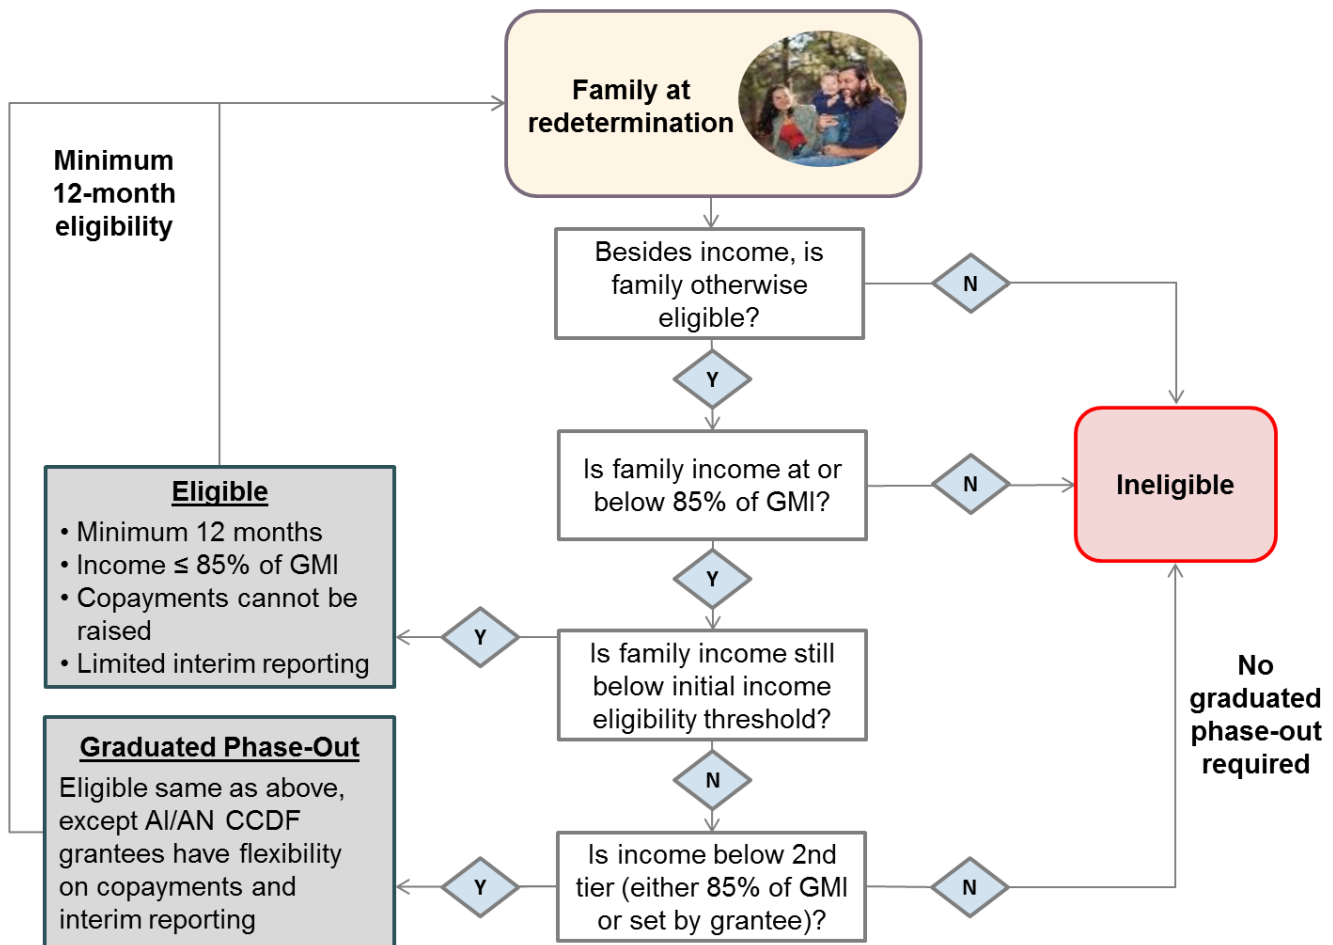 Family at
redetermination
Minimum
12-month
eligibility
Besides income, is
family otherwise
eligible?
N
Y
Is family income at or
below 85% of GMI?
N
Ineligible
Y
Eligible
• Minimum 12 months
• Income ≤ 85% of GMI
• Copayments cannot be
raised
• Limited interim reporting
Y
Is family income still
below initial income
eligibility threshold?
No
graduated
phase-out
required
N
Graduated Phase-Out
Eligible same as above,
except AI/AN CCDF
grantees have flexibility
on copayments and
interim reporting
Y
Is income below 2nd
tier (either 85% of GMI
or set by grantee)?
N